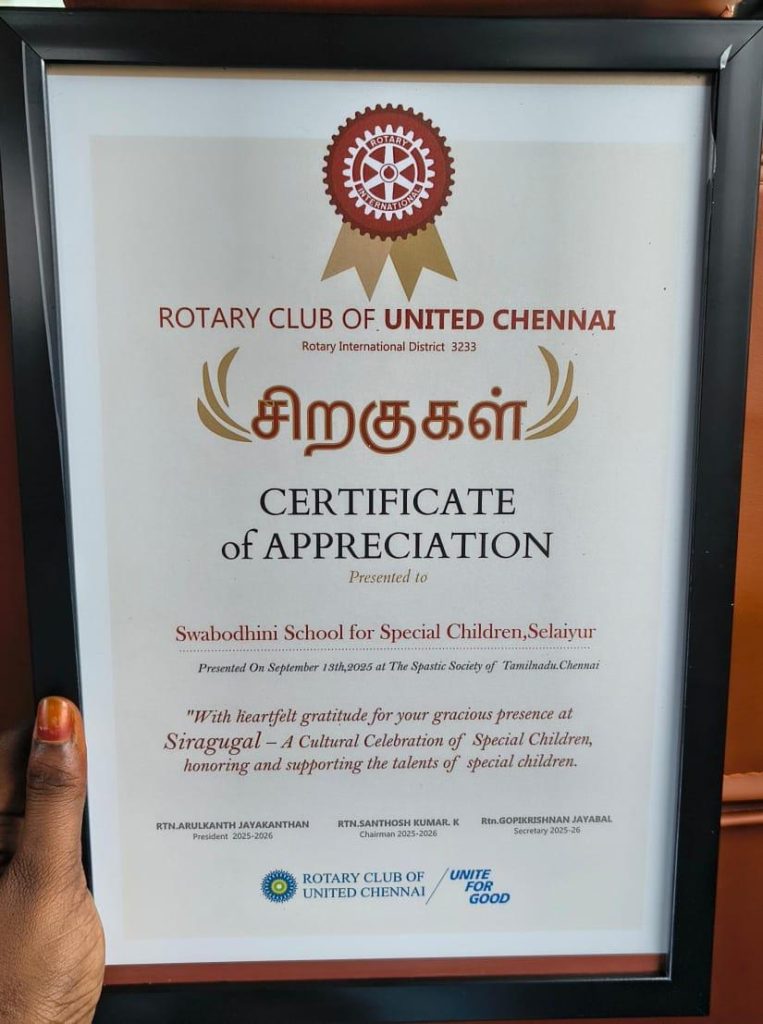 ROTARY
INTERNATIONAL
ROTARY CLUB OF UNITED CHENNAI
Rotary International District 3233
சிறகுகள்
CERTIFICATE
of APPRECIATION
Presented to
Swabodhini School for Special Children,Selaiyur
Presented On September 13th,2025 at The Spastic Society of Tamilnadu.Chennai
"With heartfelt gratitude for your gracious presence at
Siragugal – A Cultural Celebration of Special Children,
honoring and supporting the talents of special children.
RTN.ARULKANTH JAYAKANTHAN RTN.SANTHOSH KUMAR. K Rtn.GOPIKRISHNAN JAYABAL
President 2025-2026 Chairman 2025-2026 Secretary 2025-26
ROTARY CLUB OF
UNITED CHENNAI
UNITE
FOR
GOOD